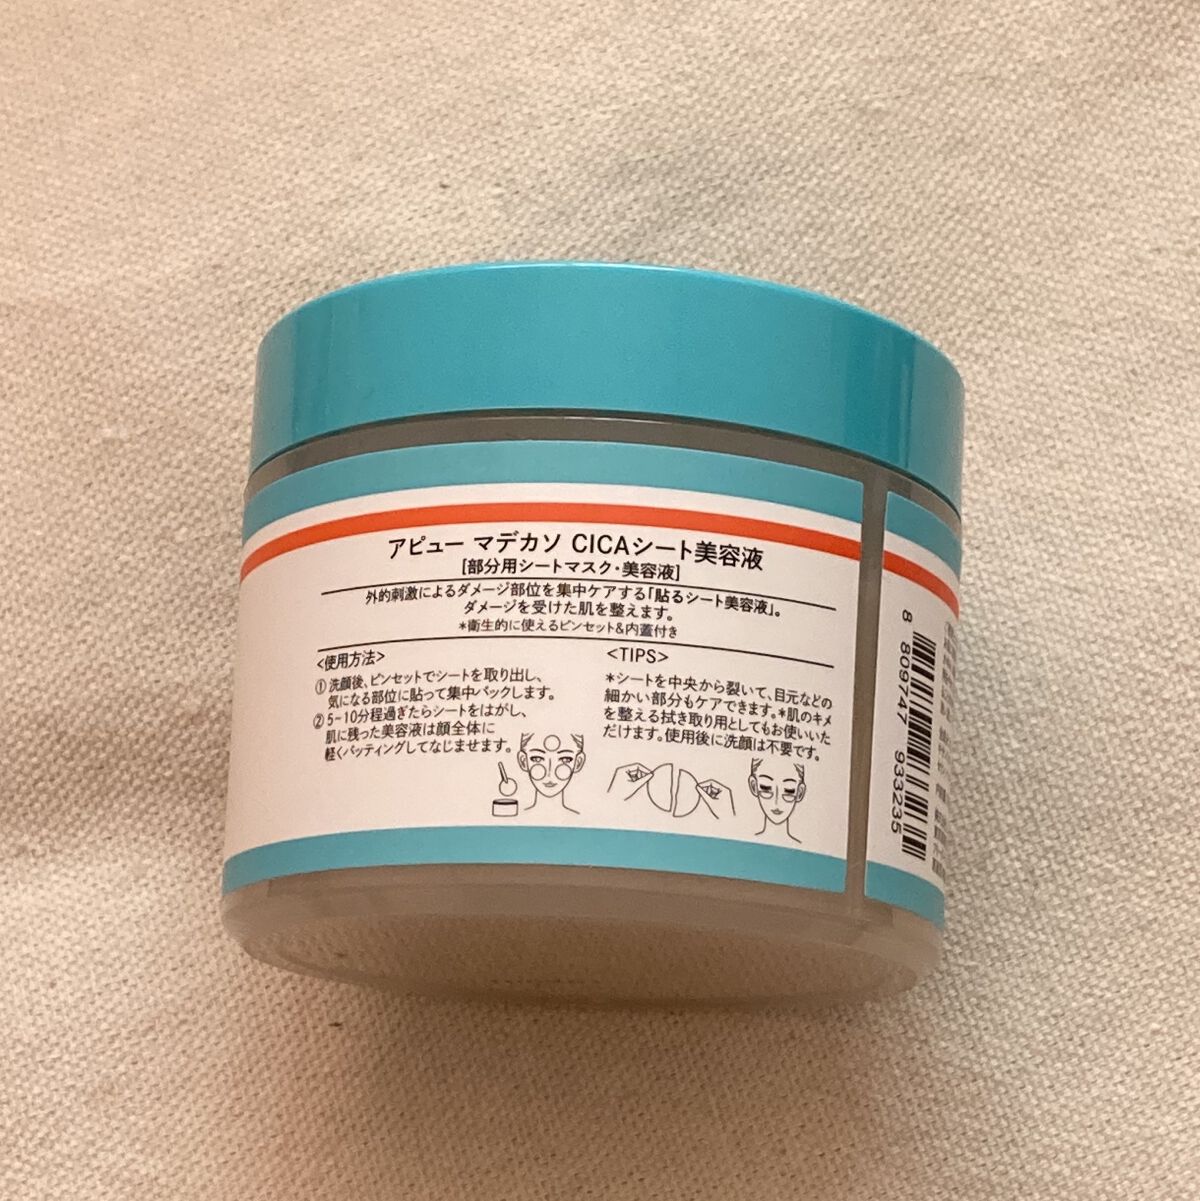 アピュー マデカソ CICAシート美容液
[部分用シートマスク・美容液]
外的刺激によるダメージ部位を集中ケアする「貼るシート美容液」。
ダメージを受けた肌を整えます。
*衛生的に使えるピンセット&内蓋付き
<使用方法>
① 洗顔後、ピンセットでシートを取り出し、
気になる部位に貼って集中パックします。
② 5-10分程過ぎたらシートをはがし、
肌に残った美容液は顔全体に
軽くパッティングしてなじませます。
<TIPS>
*シートを中央から裂いて、目元などの
細かい部分もケアできます。*肌のキメ
を整える拭き取り用としてもお使いいた
だけます。使用後に洗顔は不要です。
8 809747 933235